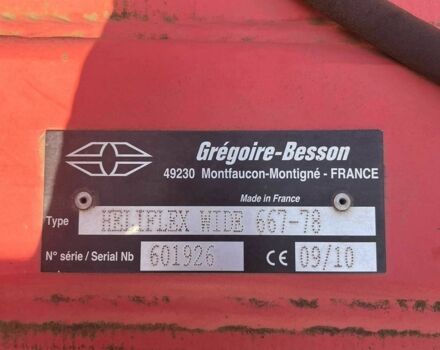 Grégoire-Besson
49230 Montfaucon-Montigné - FRANCE
Made in France
Type HELIFLEX WIDE 667-78
N° série / Serial Nb 601926 CE 09/10